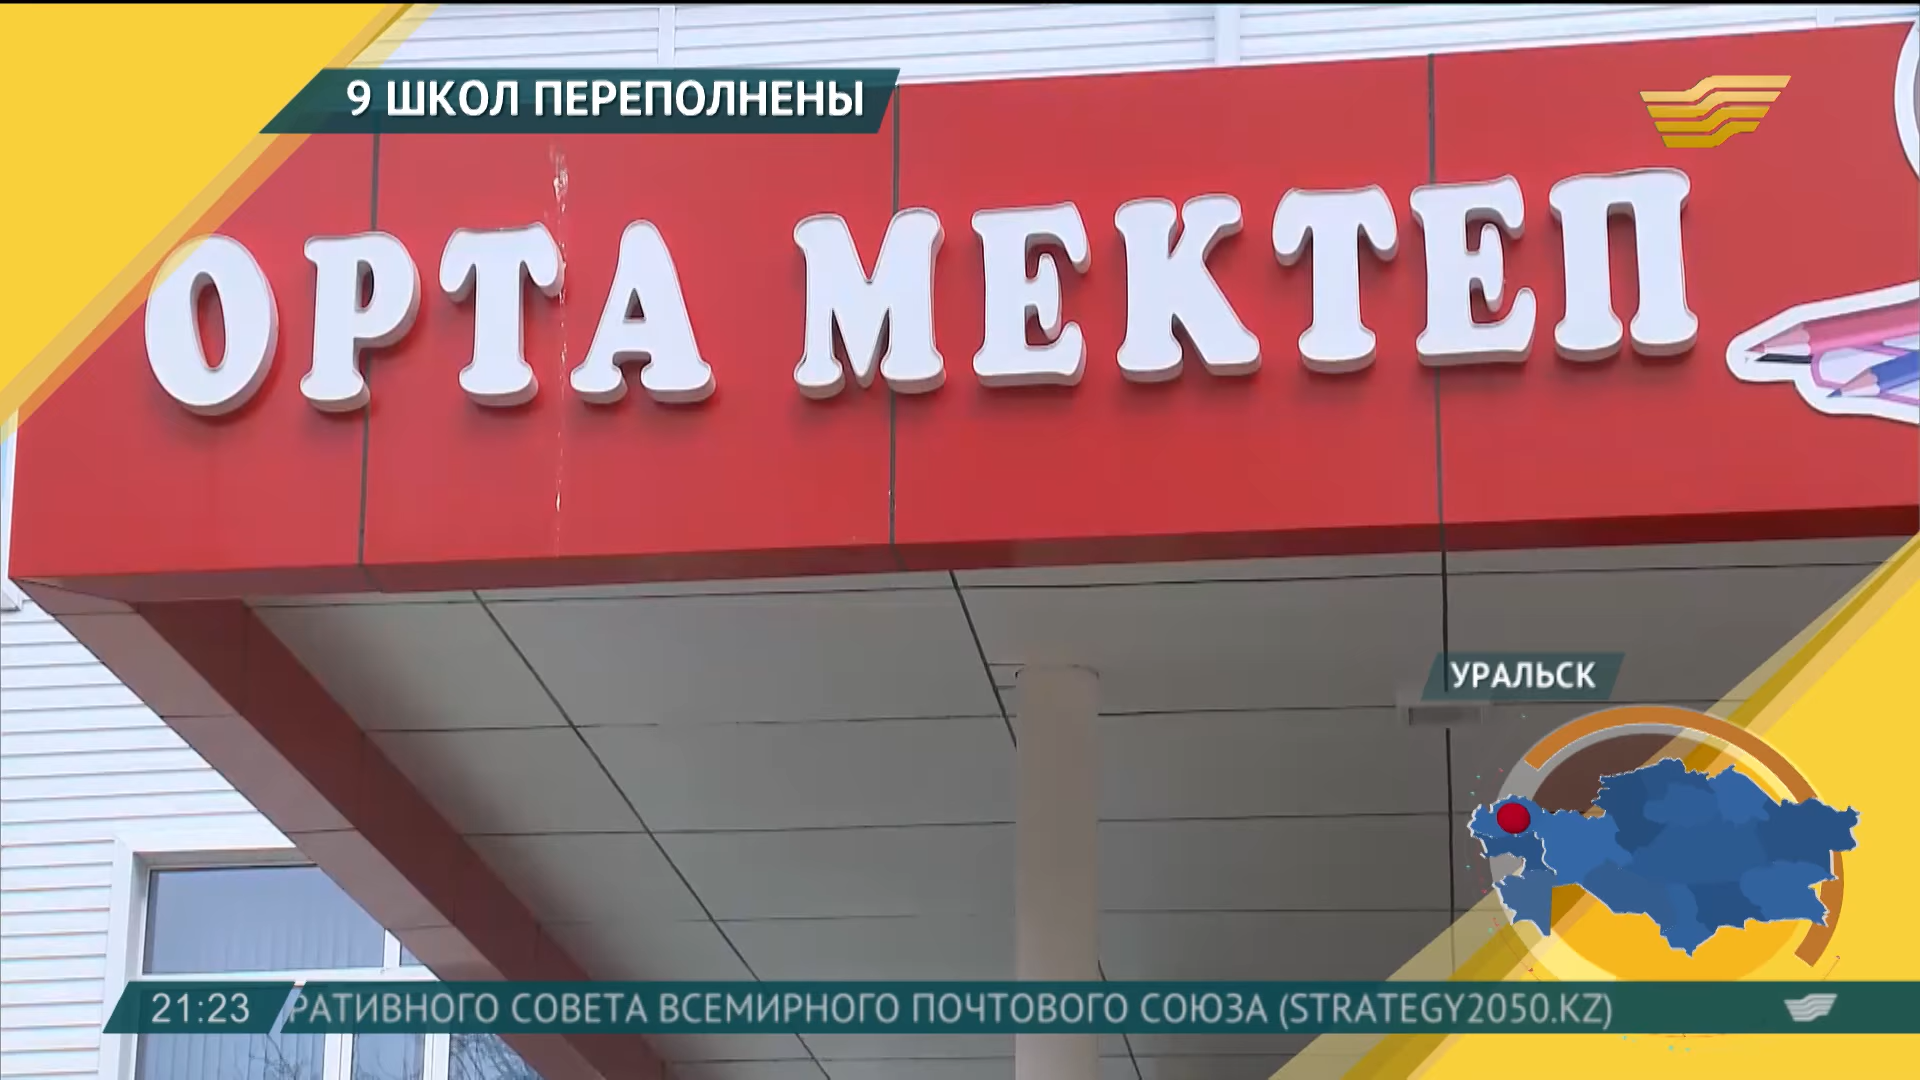 9 ШКОЛ ПЕРЕПОЛНЕНЫ
ОРТА МЕКТЕП
УРАЛЬСК
21:23
РАТИВНОГО СОВЕТА ВСЕМИРНОГО ПОЧТОВОГО СОЮЗА (STRATEGY2050.KZ)